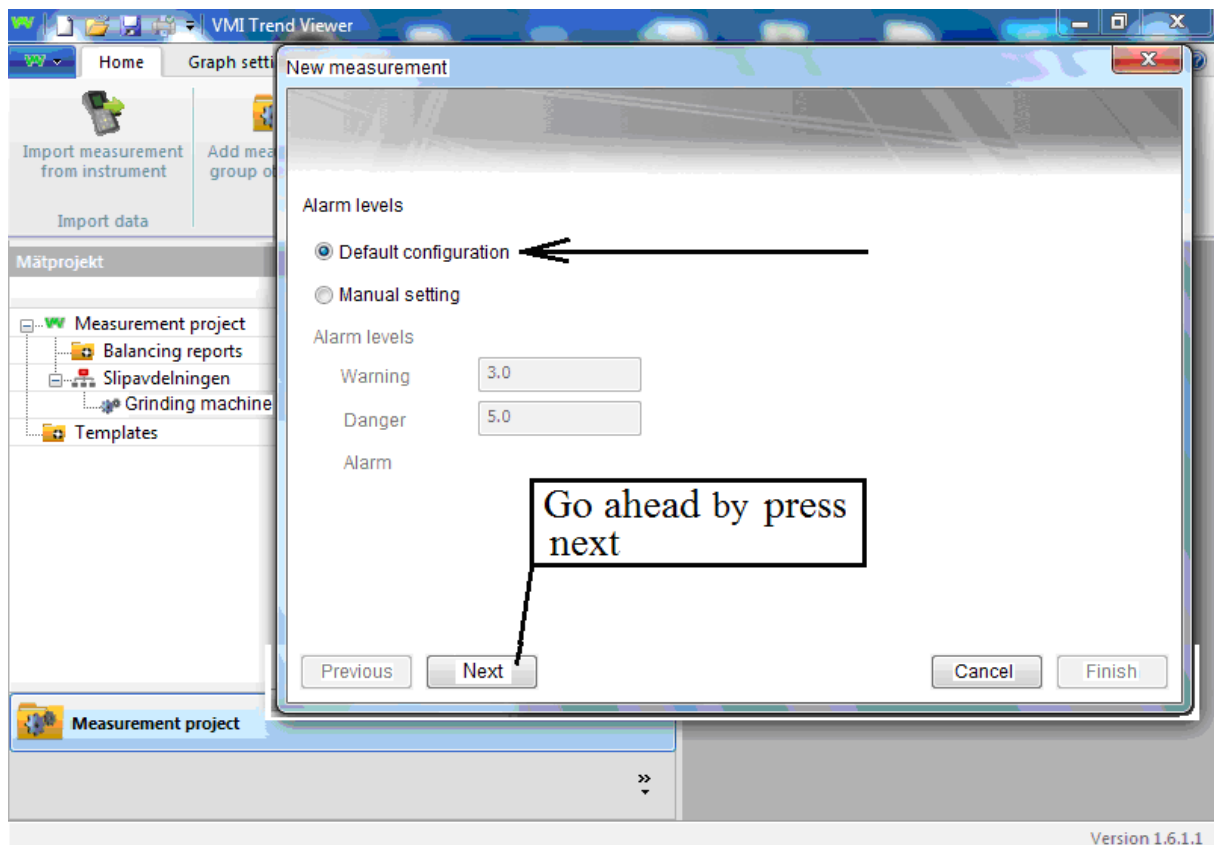 VMI Trend Viewer
Home Graph setti
New measurement
Import measurement
from instrument
Add mea
group o
Import data
Mätprojekt
Measurement project
Balancing reports
Slipavdelningen
Grinding machine
Templates
Alarm levels
Default configuration
Manual setting
Alarm levels
Warning 3.0
Danger 5.0
Alarm
Go ahead by press
next
Previous Next Cancel Finish
Measurement project
Version 1.6.1.1